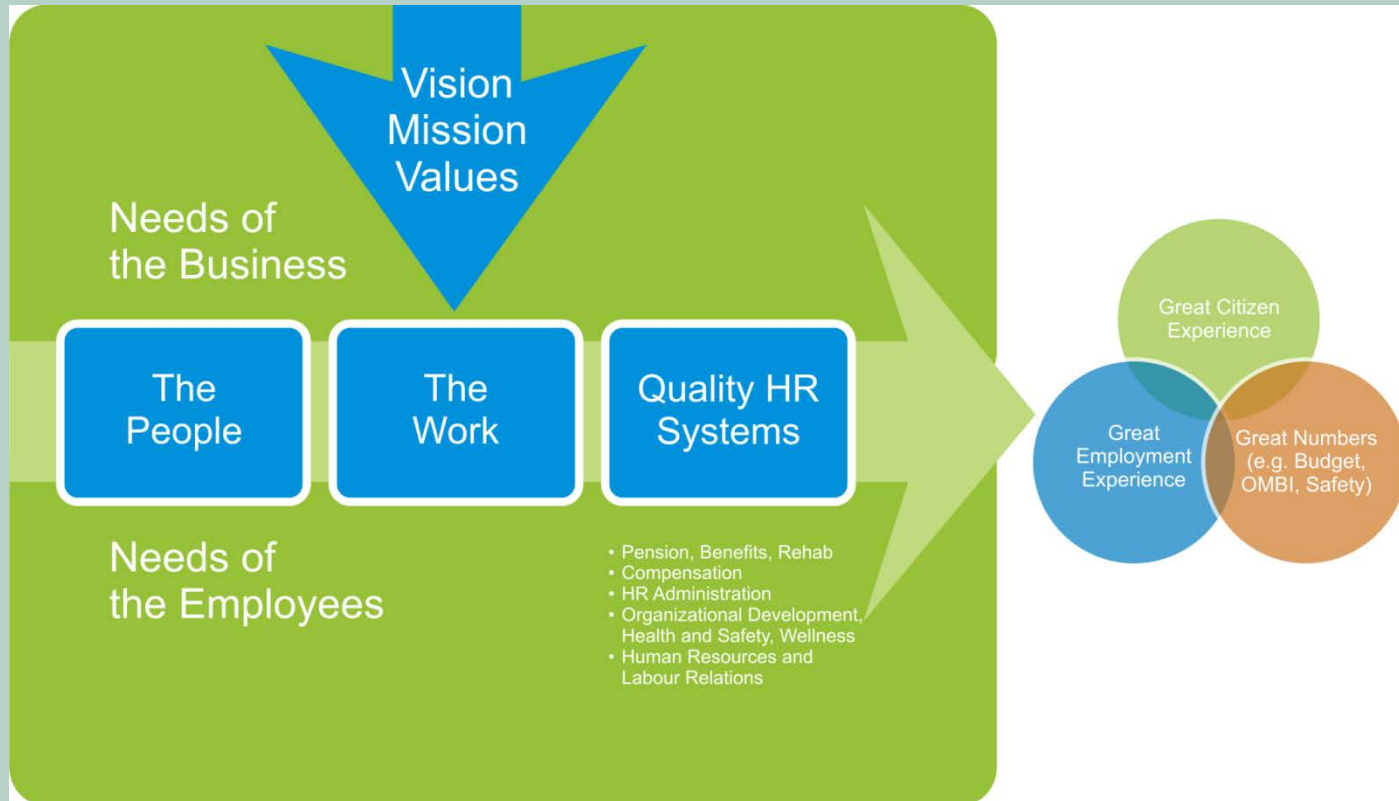 Vision
Mission
Values
Needs of
the Business
The
People
The
Work
Quality HR
Systems
Needs of
the Employees
• Pension, Benefits, Rehab
• Compensation
• HR Administration
• Organizational Development,
Health and Safety, Wellness
• Human Resources and
Labour Relations
Great Citizen
Experience
Great
Employment
Experience
Great Numbers
(e.g. Budget,
OMBI, Safety)